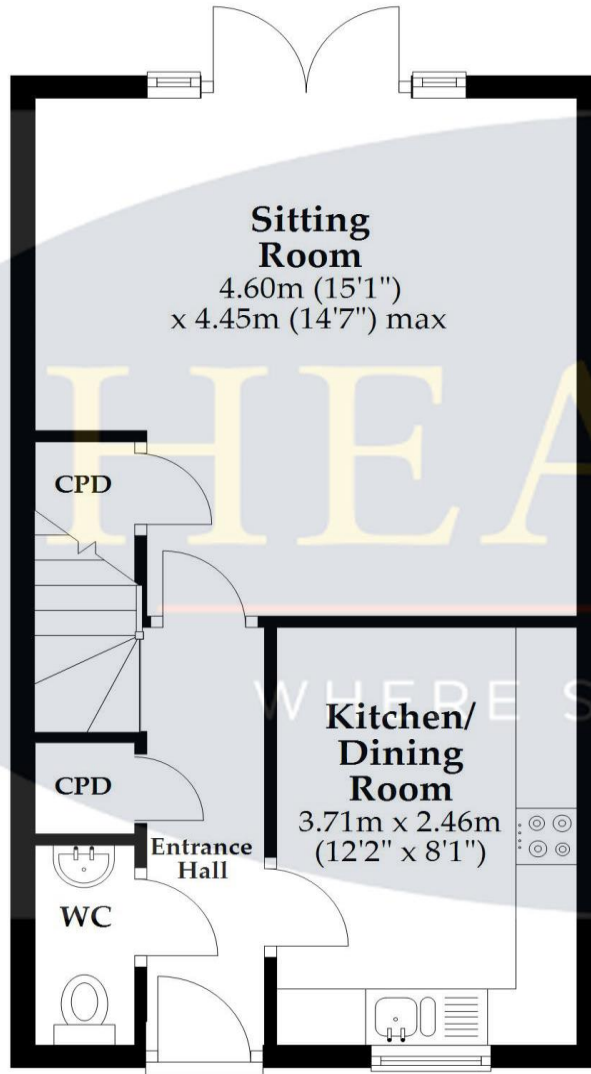 Sitting
Room
4.60m (15'1")
x 4.45m (14'7") max
HEA
CPD
WHERE S
Kitchen/
Dining
Room
3.71m x 2.46m
(12'2" x 8'1")
CPD
Entrance
Hall
WC